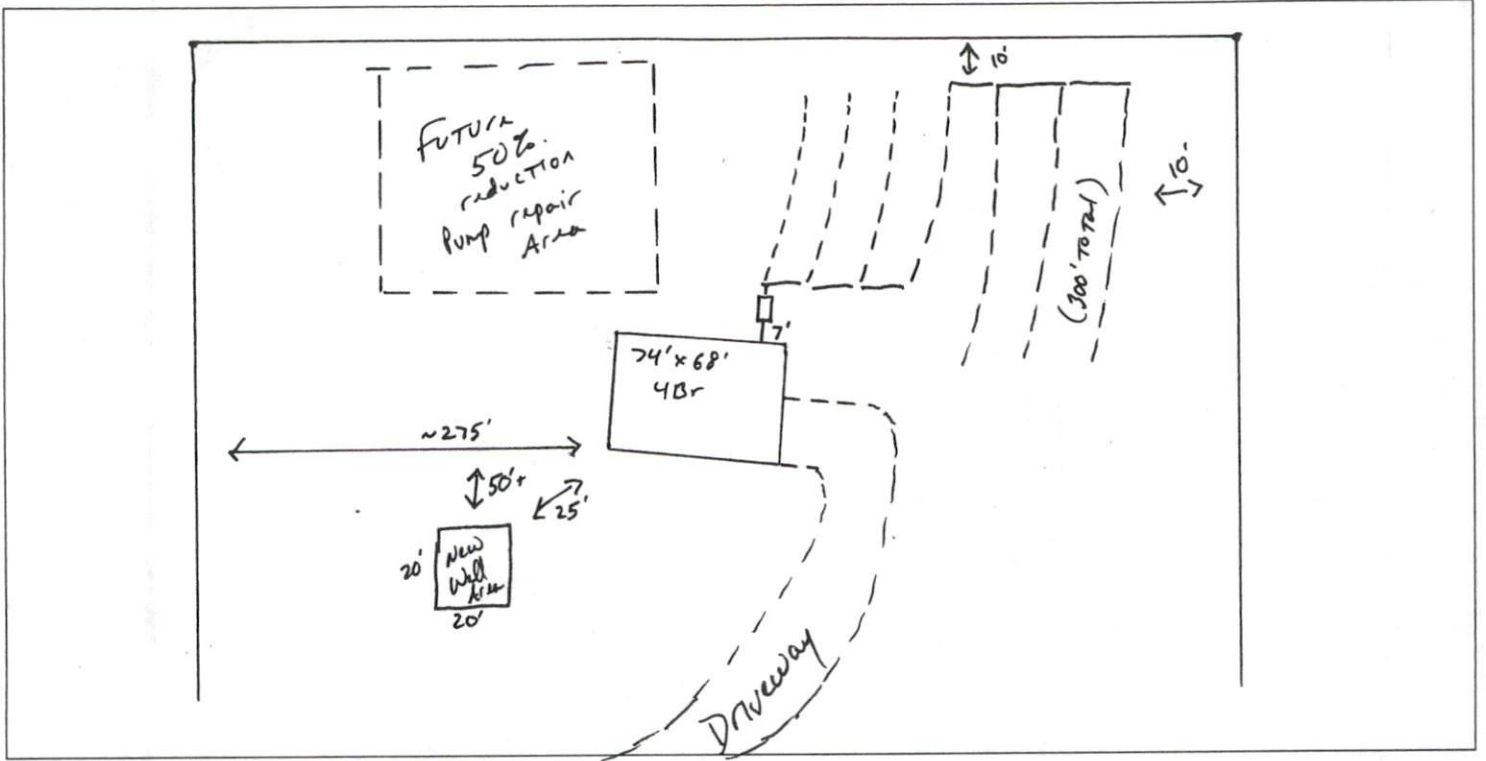 10'
Future
50%
reduction
Pump repair
Area
10'
(300' TOTAL)
7'
74' x 68'
4Br
~275'
50'+
25'
20'
New
Well
Area
20'
Driveway